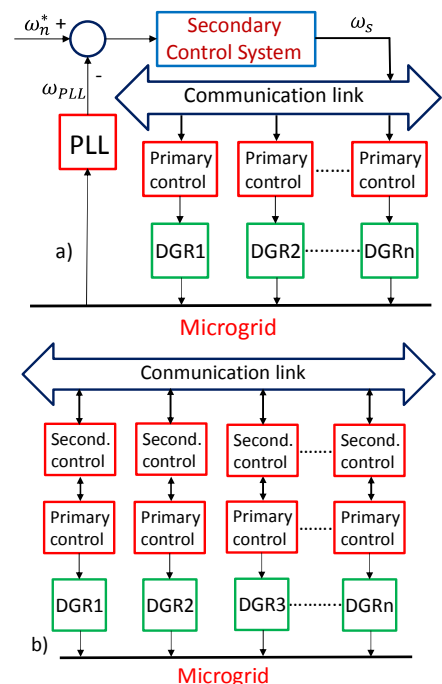 ω*n + Secondary Control System ωs
-
ωPLL
Communication link
PLL
Primary control Primary control ....... Primary control
a) DGR1 DGR2 ........... DGRn
Microgrid
Conmunication link
Second. control Second. control Second. control ....... Second. control
Primary control Primary control Primary control ....... Primary control
DGR1 DGR2 DGR3 ........... DGRn
b)
Microgrid